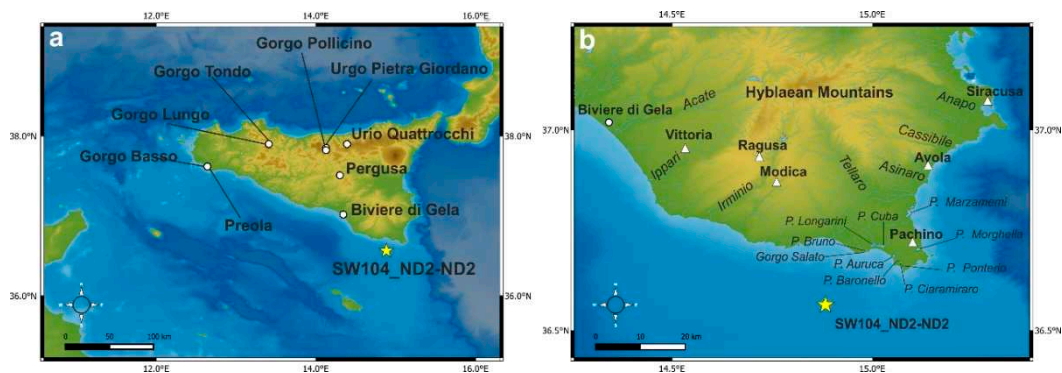 12.0°E 14.0°E 16.0°E
a
Gorgo Pollicino
Gorgo Tondo
Urgo Pietra Giordano
Gorgo Lungo
38.0°N
Urio Quattrocchi
38.0°N
Gorgo Basso
Pergusa
Preola
Biviere di Gela
SW104_ND2-ND2
36.0°N
36.0°N
0 50 100 km
12.0°E 14.0°E 16.0°E
14.5°E 15.0°E
b
Siracusa
Acate
Hyblaean Mountains
Anapo
Biviere di Gela
37.0°N
37.0°N
Vittoria
Cassibile
Ragusa
Avola
Ippari
Asinaro
Modica
Tellaro
Irminio
P. Marzamemi
P. Longarini
P. Cuba
Pachino
P. Bruno
P. Morghella
Gorgo Salato
P. Auruca
P. Ponterio
P. Baronello
P. Ciaramiraro
SW104_ND2-ND2
36.5°N
36.5°N
0 10 20 km
14.5°E 15.0°E